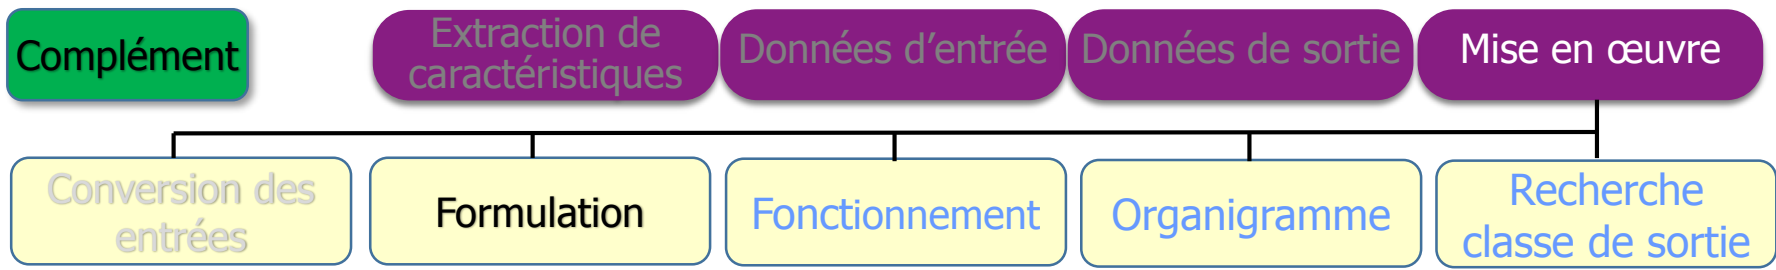 Complément
Extraction de
caractéristiques
Données d’entrée
Données de sortie
Mise en œuvre
Conversion des
entrées
Formulation
Fonctionnement
Organigramme
Recherche
classe de sortie